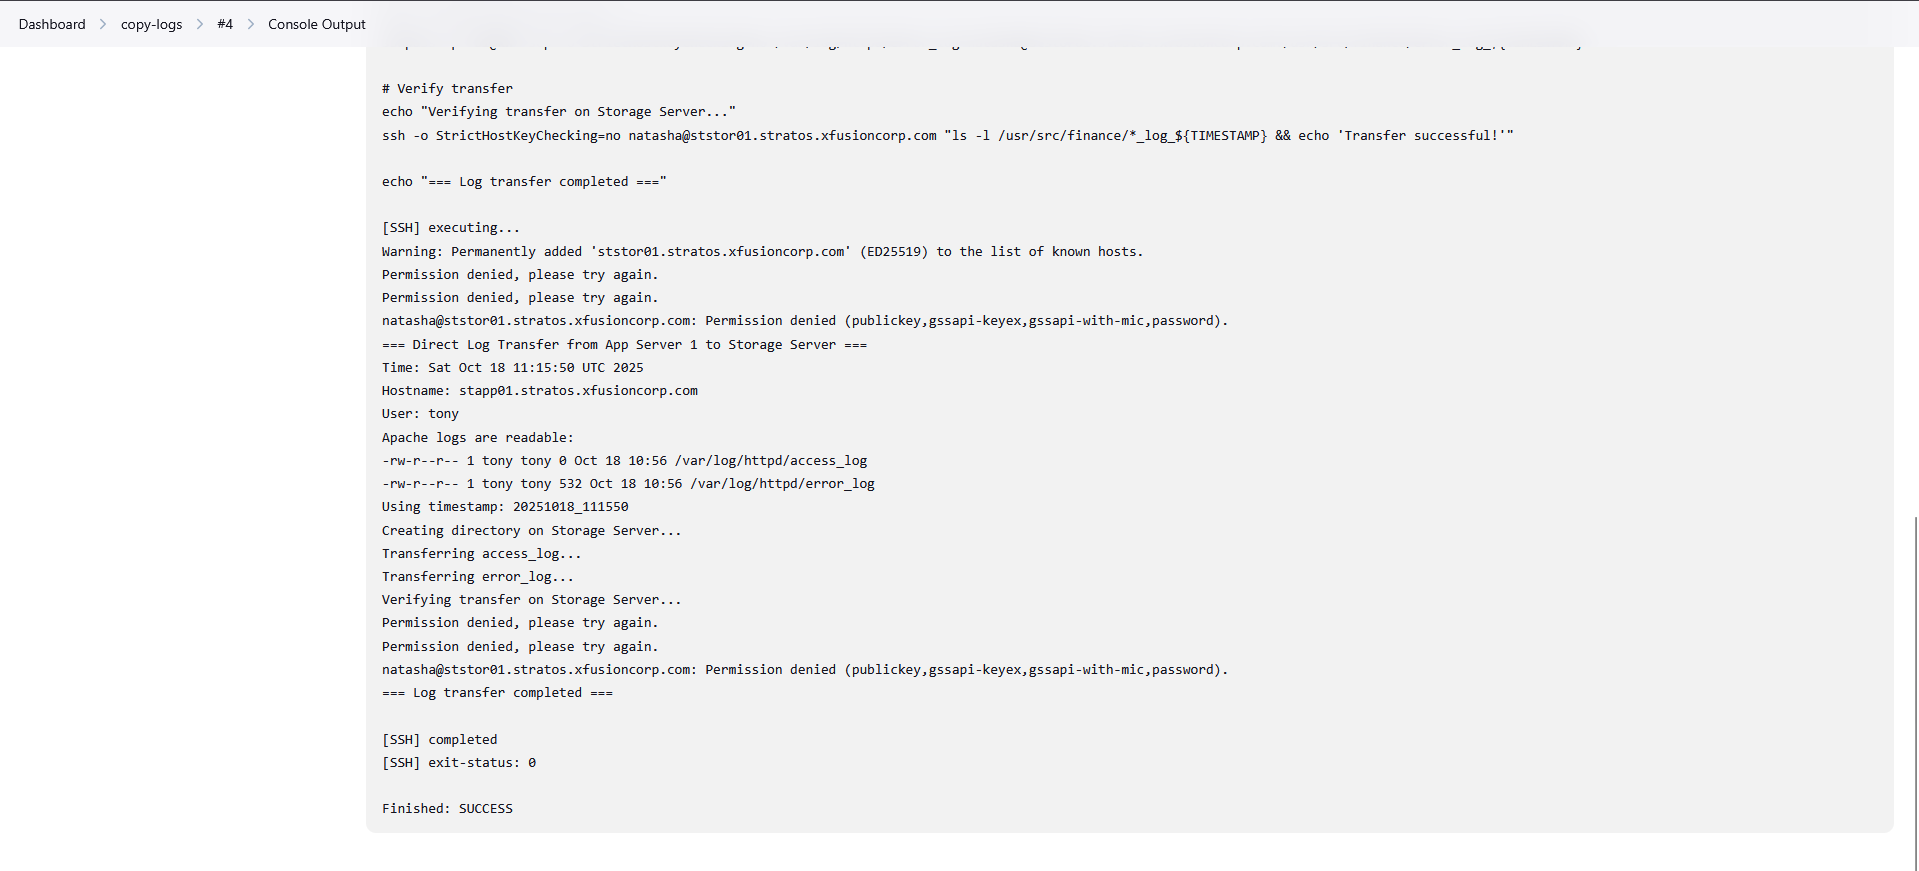 Dashboard > copy-logs > #4 > Console Output
# Verify transfer
echo "Verifying transfer on Storage Server..."
ssh -o StrictHostKeyChecking=no natasha@ststor01.stratos.xfusioncorp.com "ls -l /usr/src/finance/*_log_${TIMESTAMP} && echo 'Transfer successful!'"
echo "=== Log transfer completed ==="
[SSH] executing...
Warning: Permanently added 'ststor01.stratos.xfusioncorp.com' (ED25519) to the list of known hosts.
Permission denied, please try again.
Permission denied, please try again.
natasha@ststor01.stratos.xfusioncorp.com: Permission denied (publickey,gssapi-keyex,gssapi-with-mic,password).
=== Direct Log Transfer from App Server 1 to Storage Server ===
Time: Sat Oct 18 11:15:50 UTC 2025
Hostname: stapp01.stratos.xfusioncorp.com
User: tony
Apache logs are readable:
-rw-r--r-- 1 tony tony 0 Oct 18 10:56 /var/log/httpd/access_log
-rw-r--r-- 1 tony tony 532 Oct 18 10:56 /var/log/httpd/error_log
Using timestamp: 20251018_111550
Creating directory on Storage Server...
Transferring access_log...
Transferring error_log...
Verifying transfer on Storage Server...
Permission denied, please try again.
Permission denied, please try again.
natasha@ststor01.stratos.xfusioncorp.com: Permission denied (publickey,gssapi-keyex,gssapi-with-mic,password).
=== Log transfer completed ===
[SSH] completed
[SSH] exit-status: 0
Finished: SUCCESS